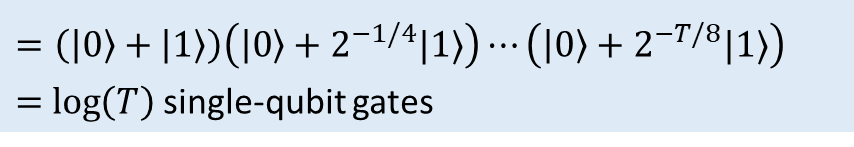 = (|0⟩ + |1⟩)(|0⟩ + 2^{−1/4}|1⟩) ⋯ (|0⟩ + 2^{−T/8}|1⟩)
= log(T) single-qubit gates